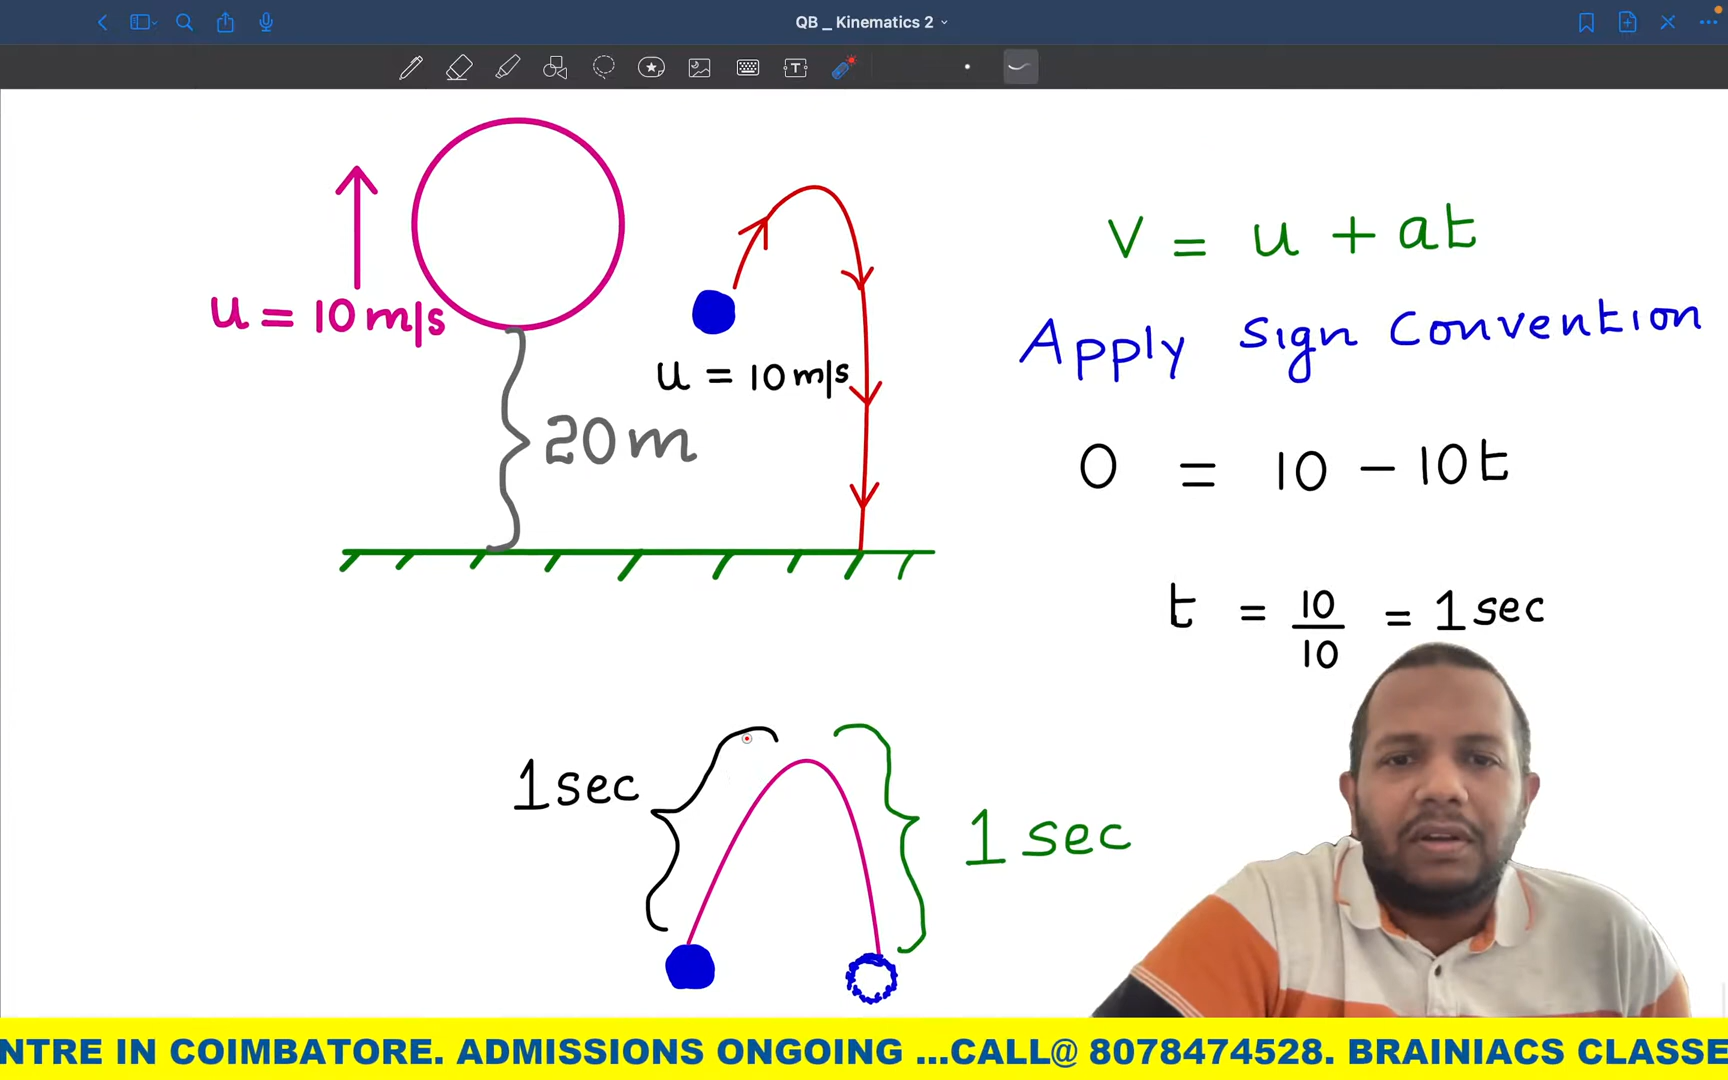 QB _ Kinematics 2
u = 10 m/s
20m
u = 10 m/s
v = u + at
Apply Sign Convention
0 = 10 - 10t
t = 10/10 = 1 sec
1 sec
1 sec
NTRE IN COIMBATORE. ADMISSIONS ONGOING ...CALL@ 8078474528. BRAINIACS CLASSE